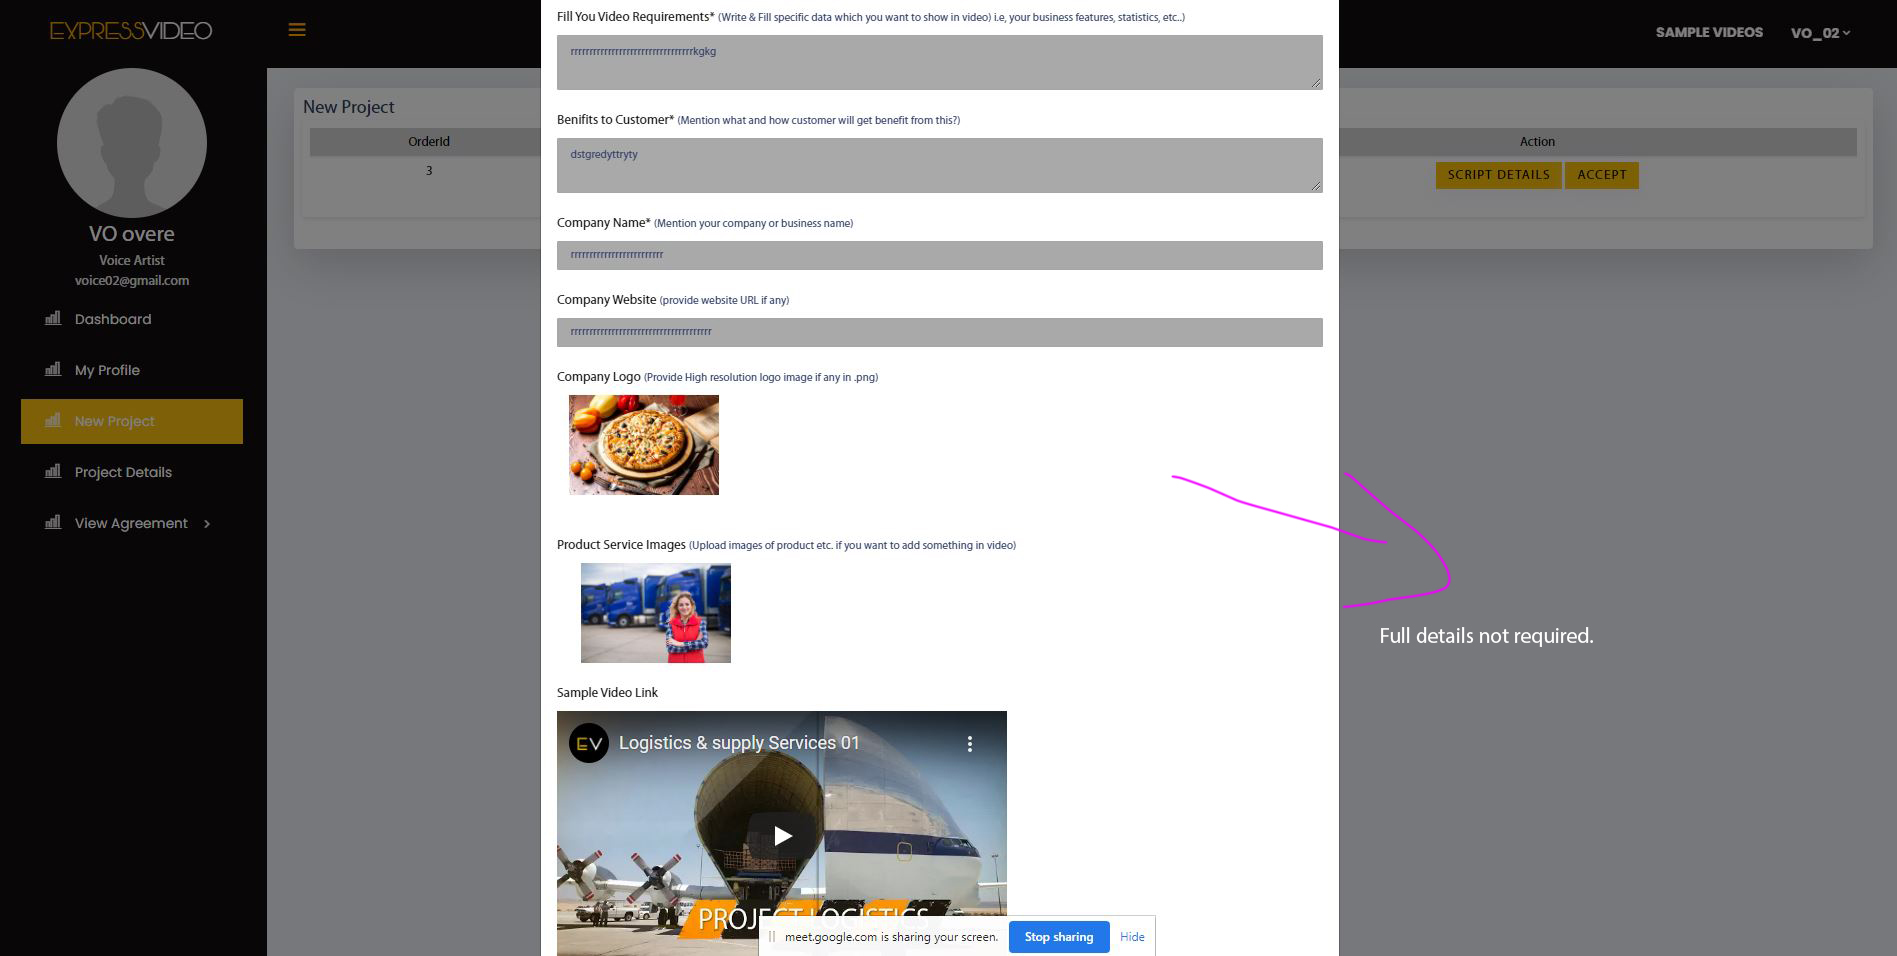 EXPRESSVIDEO
SAMPLE VIDEOS
VO_02
VO overe
Voice Artist
voice02@gmail.com
Dashboard
My Profile
New Project
Project Details
View Agreement
New Project
OrderId
Action
3
SCRIPT DETAILS
ACCEPT
Fill You Video Requirements* (Write & Fill specific data which you want to show in video) i.e, your business features, statistics, etc..)
Benifits to Customer* (Mention what and how customer will get benefit from this?)
dstgredyttryty
Company Name* (Mention your company or business name)
Company Website (provide website URL if any)
Company Logo (Provide High resolution logo image if any in .png)
Product Service Images (Upload images of product etc. if you want to add something in video)
Full details not required.
Sample Video Link
EV
Logistics & supply Services 01
PROJECT LOGISTICS
meet.google.com is sharing your screen.
Stop sharing
Hide